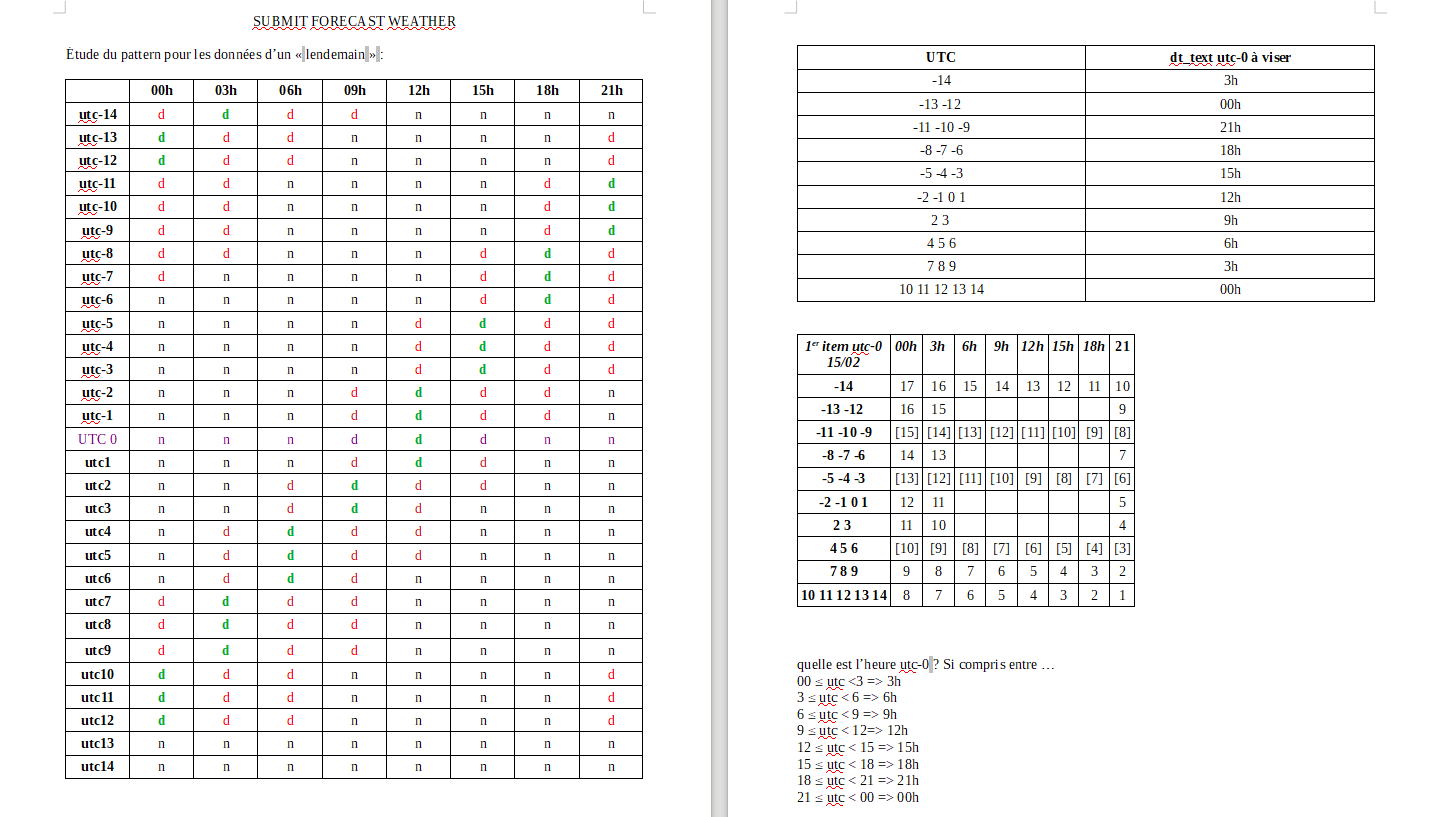 SUBMIT FORECAST WEATHER
Étude du pattern pour les données d’un « lendemain » :
00h 03h 06h 09h 12h 15h 18h 21h
utc-14 d d d d n n n n
utc-13 d d d n n n n d
utc-12 d d d n n n n d
utc-11 d d n n n n d d
utc-10 d d n n n n d d
utc-9 d d n n n n d d
utc-8 d d n n n d d d
utc-7 d n n n n d d d
utc-6 n n n n n d d d
utc-5 n n n n d d d d
utc-4 n n n n d d d d
utc-3 n n n n d d d d
utc-2 n n n d d d d n
utc-1 n n n d d d d n
UTC 0 n n n d d d n n
utc1 n n n d d d n n
utc2 n n d d d d n n
utc3 n n d d d n n n
utc4 n d d d d n n n
utc5 n d d d d n n n
utc6 n d d d n n n n
utc7 d d d d n n n n
utc8 d d d d n n n n
utc9 d d d d n n n n
utc10 d d d n n n n d
utc11 d d d n n n n d
utc12 d d d n n n n d
utc13 n n n n n n n n
utc14 n n n n n n n n
UTC dt_text utc-0 à viser
-14 3h
-13 -12 00h
-11 -10 -9 21h
-8 -7 -6 18h
-5 -4 -3 15h
-2 -1 0 1 12h
2 3 9h
4 5 6 6h
7 8 9 3h
10 11 12 13 14 00h
1er item utc-0 00h 3h 6h 9h 12h 15h 18h 21
15/02
-14 17 16 15 14 13 12 11 10
-13 -12 16 15 9
-11 -10 -9 [15] [14] [13] [12] [11] [10] [9] [8]
-8 -7 -6 14 13 7
-5 -4 -3 [13] [12] [11] [10] [9] [8] [7] [6]
-2 -1 0 1 12 11 5
2 3 11 10 4
4 5 6 [10] [9] [8] [7] [6] [5] [4] [3]
7 8 9 9 8 7 6 5 4 3 2
10 11 12 13 14 8 7 6 5 4 3 2 1
quelle est l’heure utc-0 ? Si compris entre …
00 ≤ utc <3 => 3h
3 ≤ utc < 6 => 6h
6 ≤ utc < 9 => 9h
9 ≤ utc < 12=> 12h
12 ≤ utc < 15 => 15h
15 ≤ utc < 18 => 18h
18 ≤ utc < 21 => 21h
21 ≤ utc < 00 => 00h